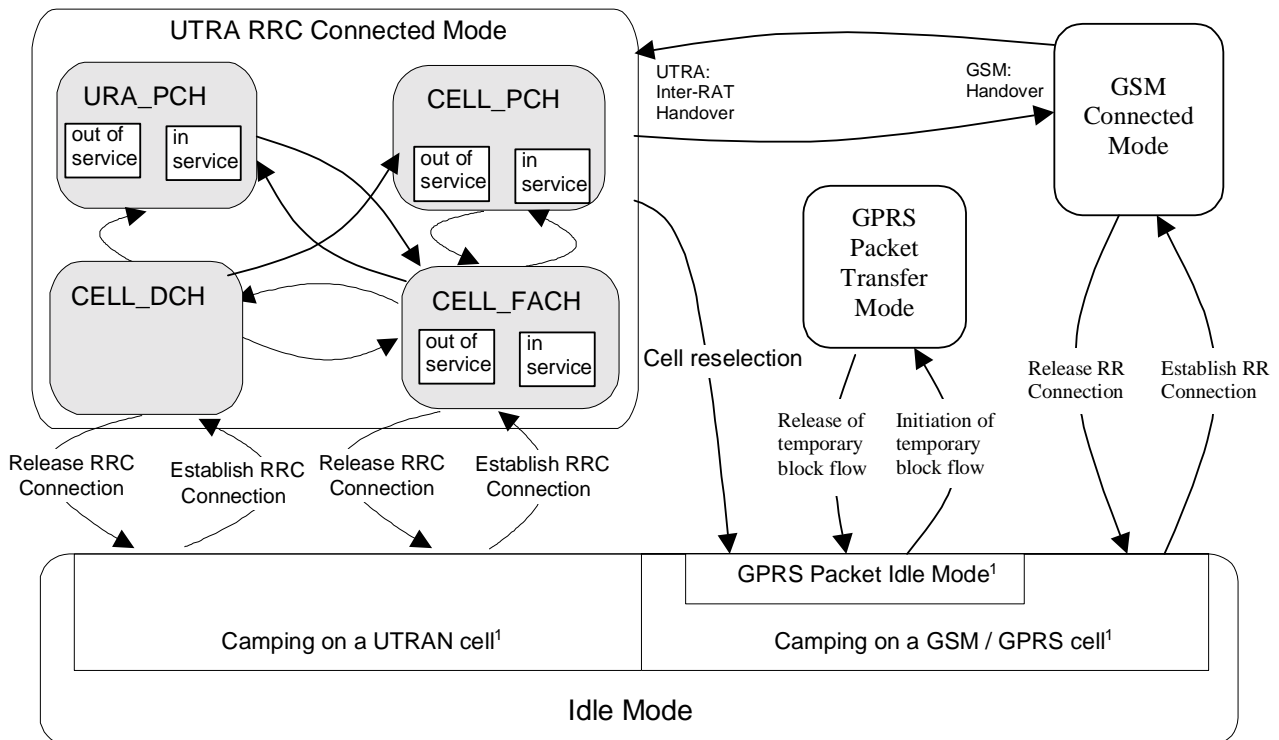 UTRA RRC Connected Mode
URA_PCH
out of
service
in
service
CELL_PCH
out of
service
in
service
CELL_DCH
CELL_FACH
out of
service
in
service
UTRA:
Inter-RAT
Handover
GSM:
Handover
GSM
Connected
Mode
GPRS
Packet
Transfer
Mode
Cell reselection
Release RR
Connection
Establish RR
Connection
Release of
temporary
block flow
Initiation of
temporary
block flow
Release RRC
Connection
Establish RRC
Connection
Release RRC
Connection
Establish RRC
Connection
GPRS Packet Idle Mode¹
Camping on a UTRAN cell¹
Camping on a GSM / GPRS cell¹
Idle Mode